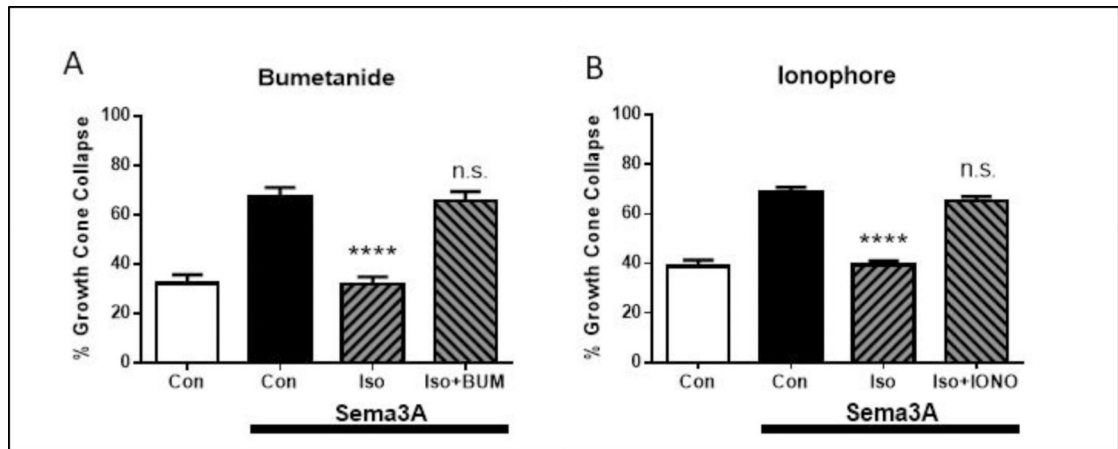 A
Bumetanide
% Growth Cone Collapse
100
80
60
40
20
0
n.s.
****
Con
Con
Iso
Iso+BUM
Sema3A
B
Ionophore
% Growth Cone Collapse
100
80
60
40
20
0
n.s.
****
Con
Con
Iso
Iso+IONO
Sema3A